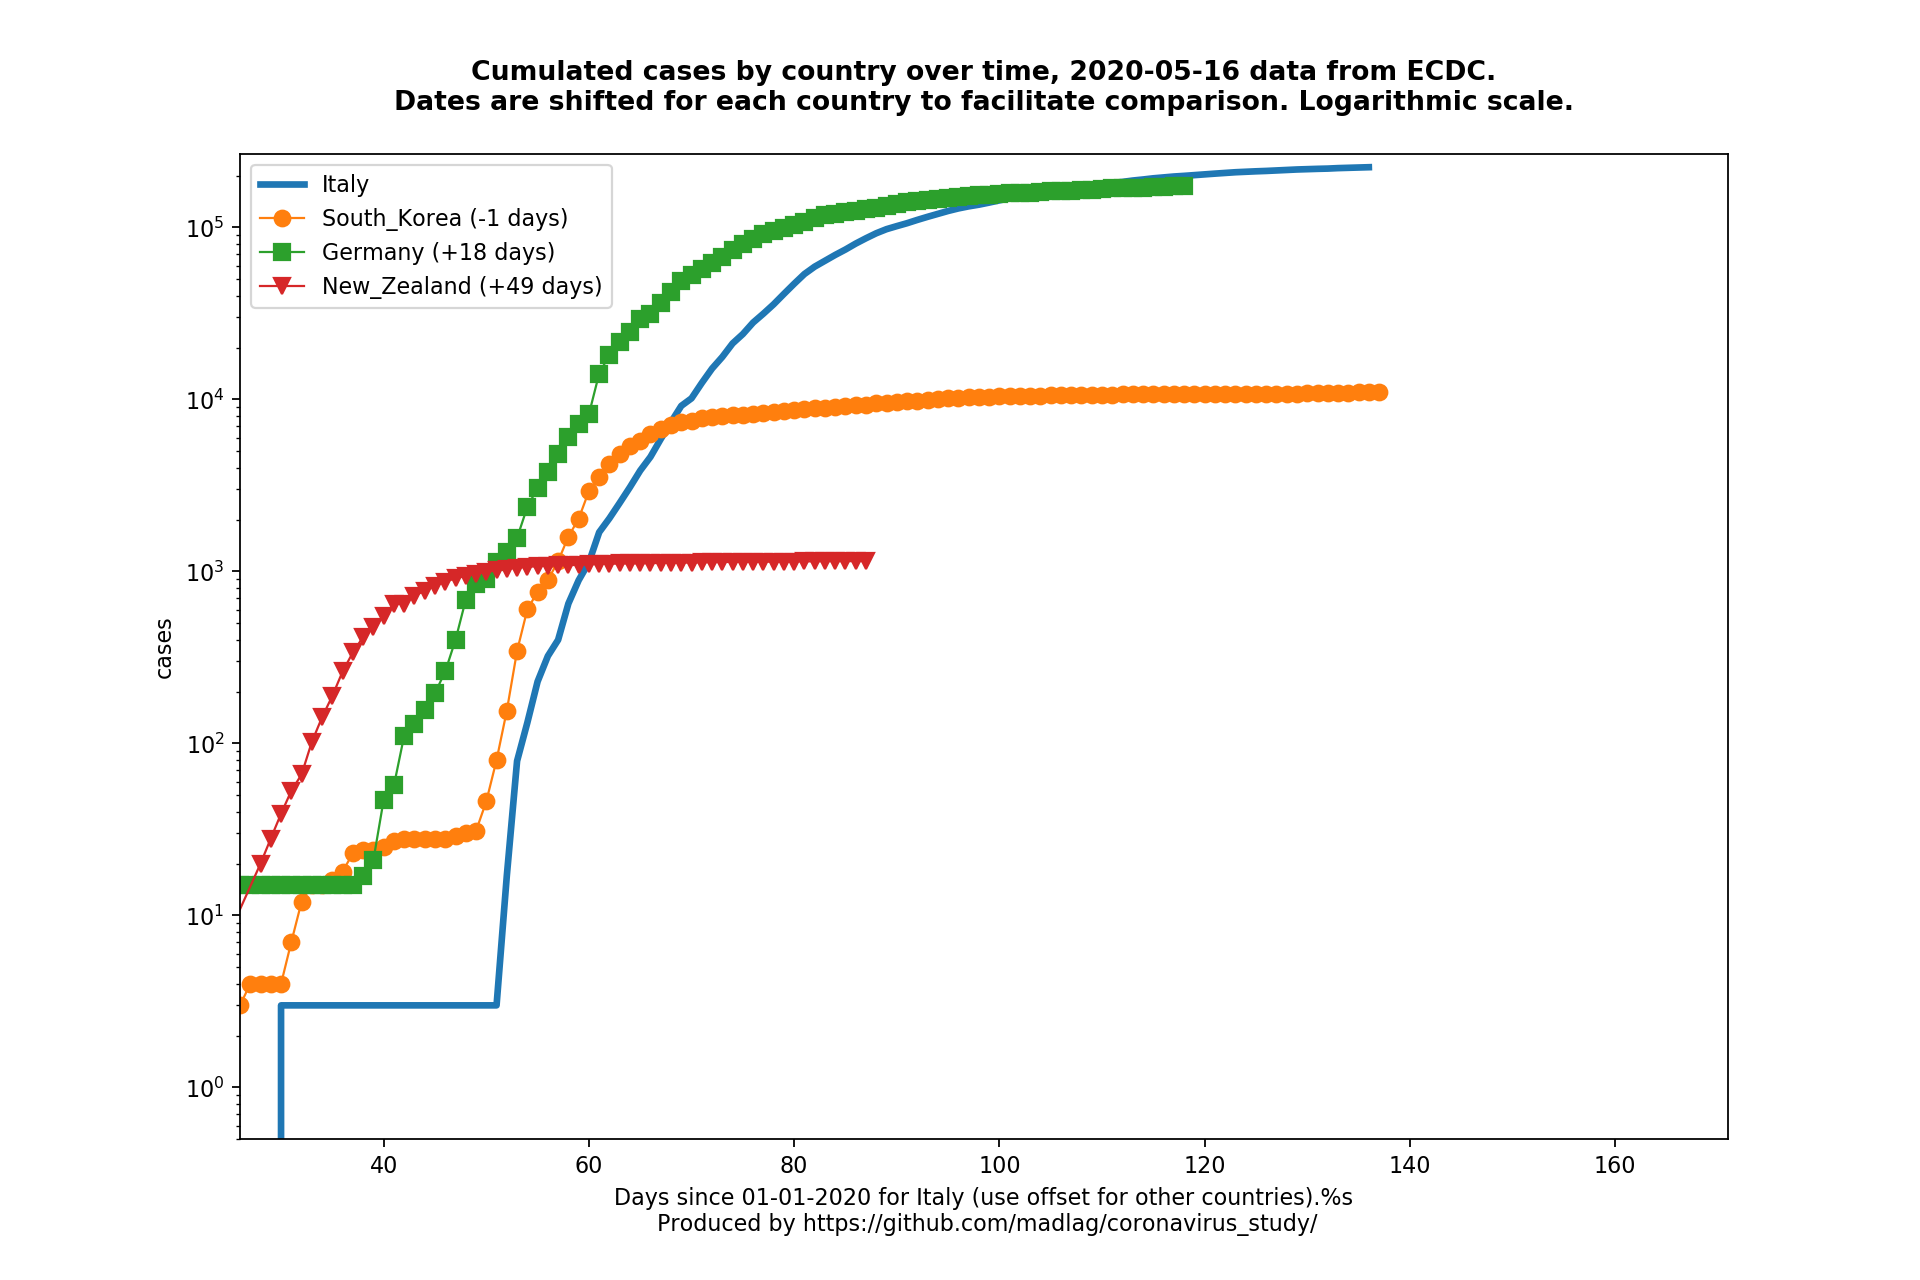 Cumulated cases by country over time, 2020-05-16 data from ECDC.
Dates are shifted for each country to facilitate comparison. Logarithmic scale.
Italy
South_Korea (-1 days)
Germany (+18 days)
New_Zealand (+49 days)
10^5
10^4
10^3
10^2
10^1
10^0
cases
40 60 80 100 120 140 160
Days since 01-01-2020 for Italy (use offset for other countries).%s
Produced by https://github.com/madlag/coronavirus_study/